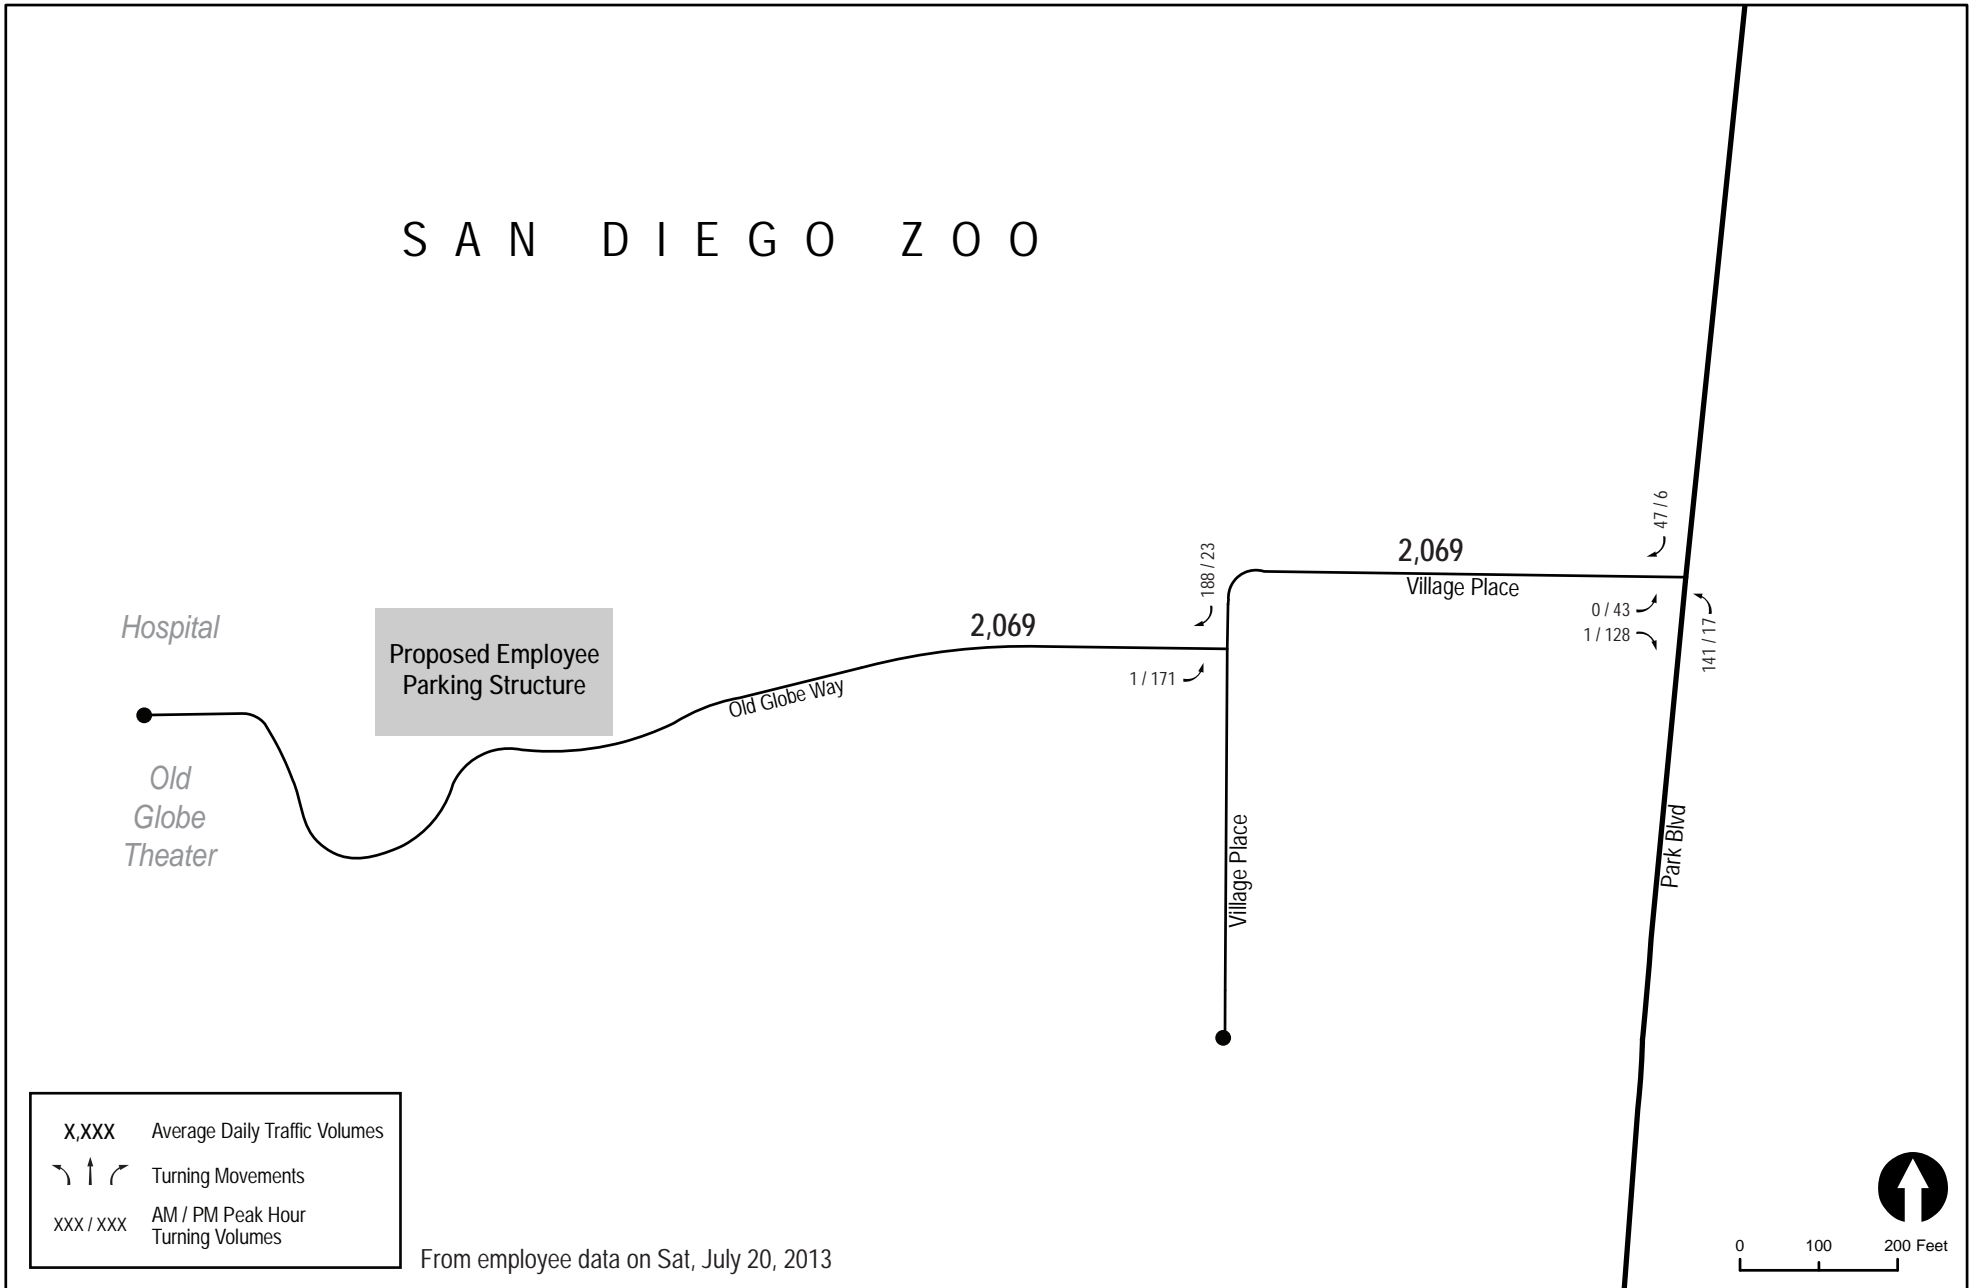 SAN DIEGO ZOO
47 / 6
188 / 23
2,069
Village Place
0 / 43
1 / 128
141 / 17
2,069
Hospital
Proposed Employee
Parking Structure
1 / 171
Old Globe Way
Old
Globe
Theater
Village Place
Park Blvd
X,XXX Average Daily Traffic Volumes
Turning Movements
XXX / XXX AM / PM Peak Hour
Turning Volumes
From employee data on Sat, July 20, 2013
0 100 200 Feet